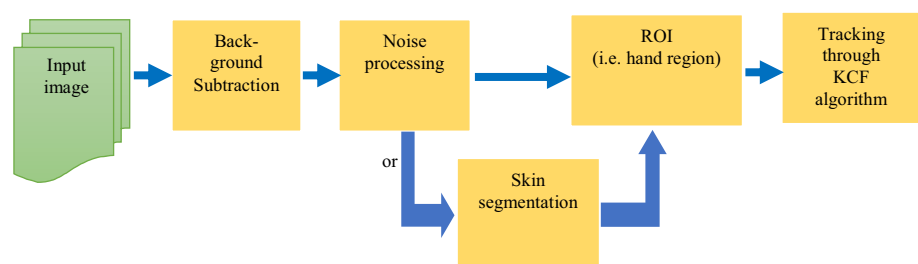 Input
image
Back-
ground
Subtraction
Noise
processing
ROI
(i.e. hand region)
Tracking
through
KCF
algorithm
or
Skin
segmentation